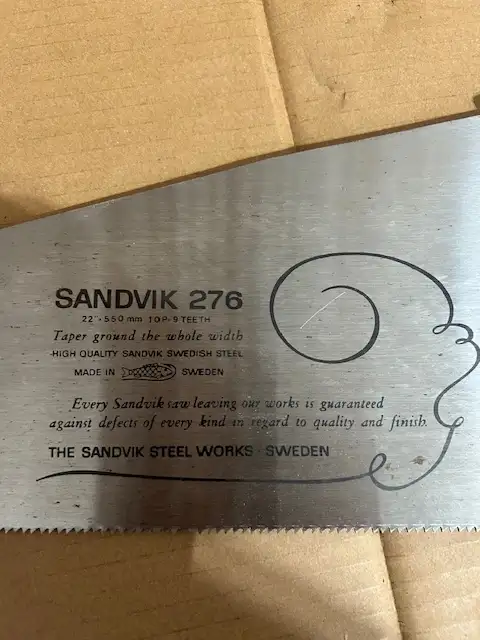 SANDVIK 276
22"-550 mm 10P-9 TEETH
Taper ground the whole width
HIGH QUALITY SANDVIK SWEDISH STEEL
MADE IN SWEDEN
Every Sandvik saw leaving our works is guaranteed
against defects of every kind in regard to quality and finish.
THE SANDVIK STEEL WORKS · SWEDEN